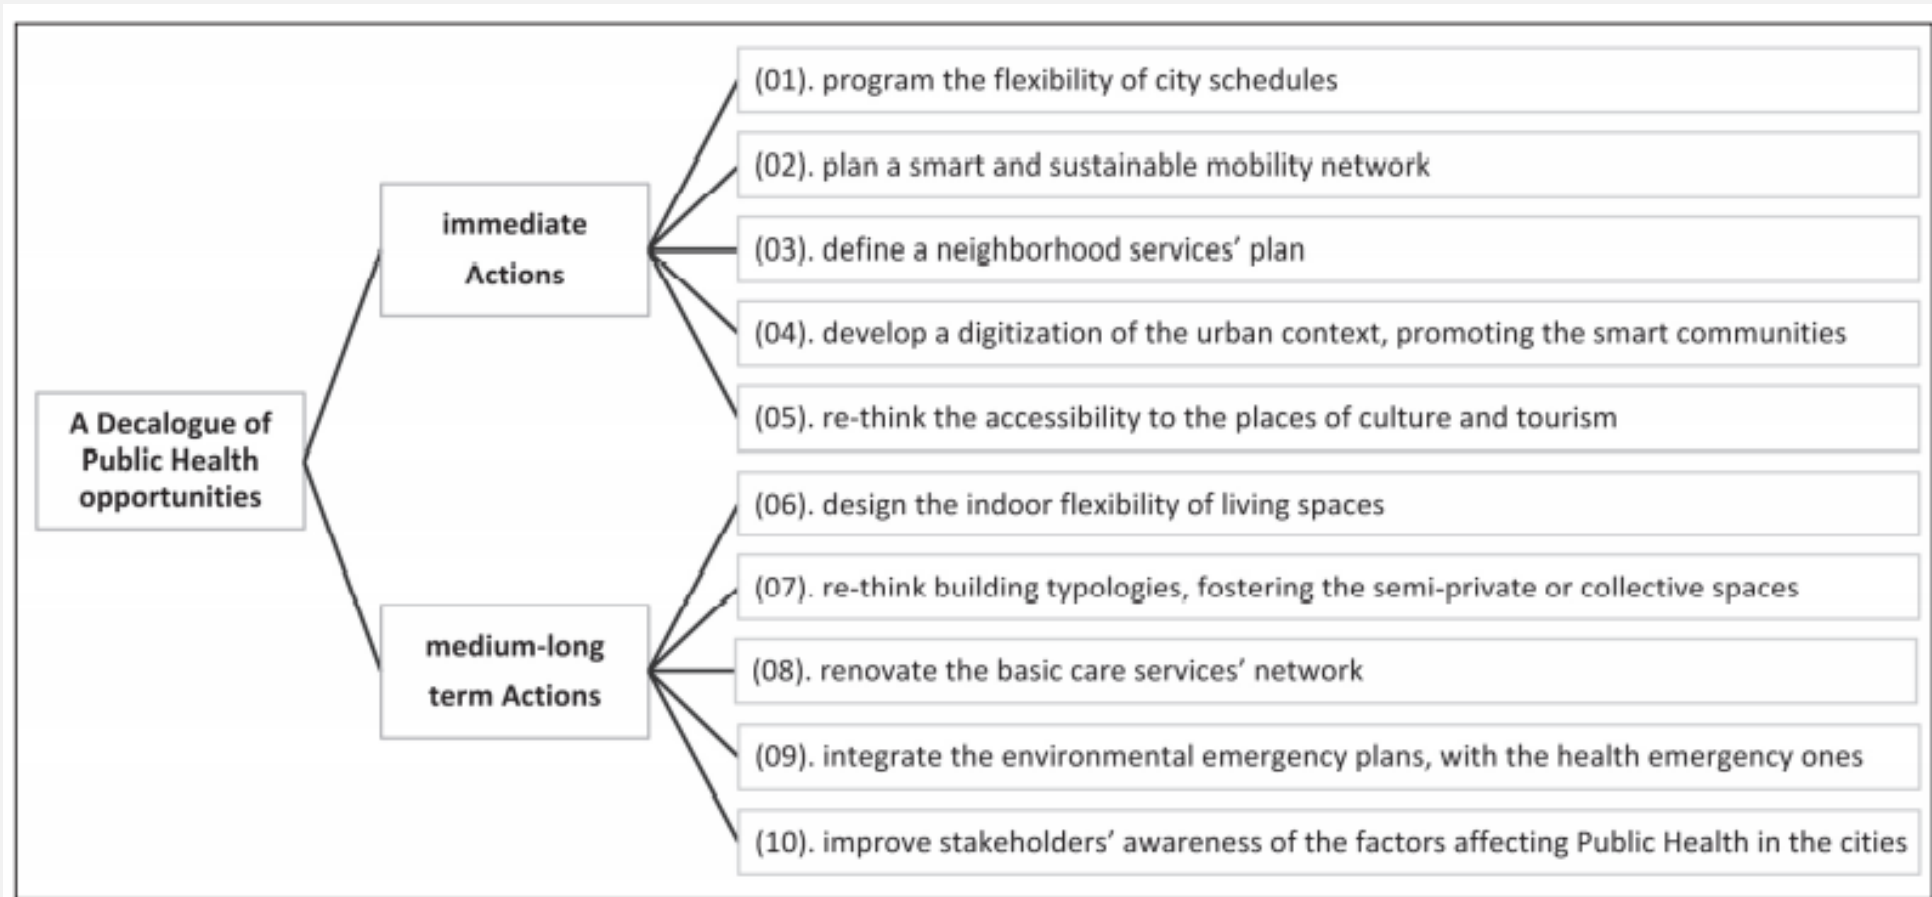 (01). program the flexibility of city schedules
(02). plan a smart and sustainable mobility network
immediate
Actions
(03). define a neighborhood services’ plan
(04). develop a digitization of the urban context, promoting the smart communities
(05). re-think the accessibility to the places of culture and tourism
A Decalogue of
Public Health
opportunities
(06). design the indoor flexibility of living spaces
(07). re-think building typologies, fostering the semi-private or collective spaces
medium-long
term Actions
(08). renovate the basic care services’ network
(09). integrate the environmental emergency plans, with the health emergency ones
(10). improve stakeholders’ awareness of the factors affecting Public Health in the cities